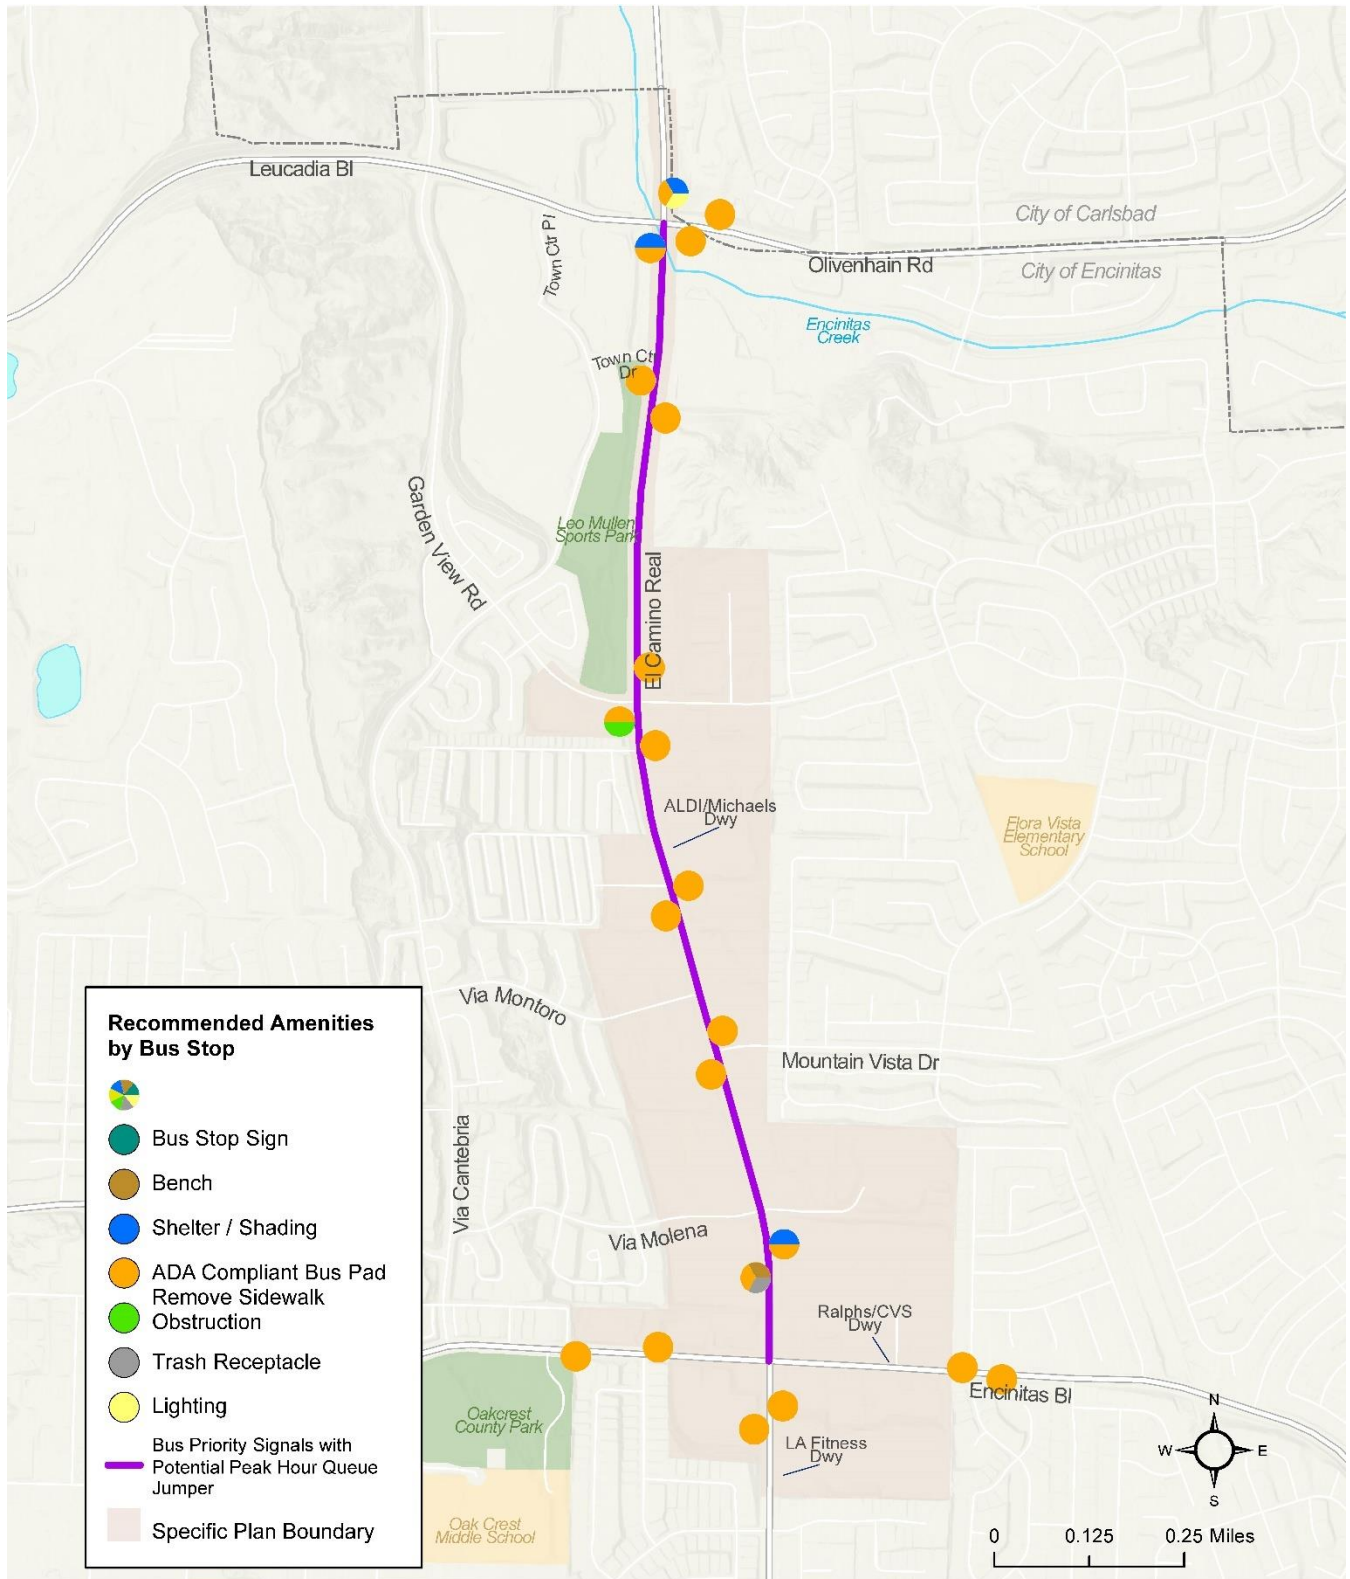 Leucadia Bl
City of Carlsbad
Town Ctr Pl
Olivenhain Rd
City of Encinitas
Encinitas
Creek
Town Ctr
Dr
Garden View Rd
Leo Mullen
Sports Park
El Camino Real
ALDI/Michaels
Dwy
Flora Vista
Elementary
School
Via Montoro
Mountain Vista Dr
Via Cantebria
Via Molena
Ralphs/CVS
Dwy
Encinitas Bl
Oakcrest
County Park
LA Fitness
Dwy
Oak Crest
Middle School
Recommended Amenities
by Bus Stop
Bus Stop Sign
Bench
Shelter / Shading
ADA Compliant Bus Pad
Remove Sidewalk
Obstruction
Trash Receptacle
Lighting
Bus Priority Signals with
Potential Peak Hour Queue
Jumper
Specific Plan Boundary
N
W E
S
0 0.125 0.25 Miles